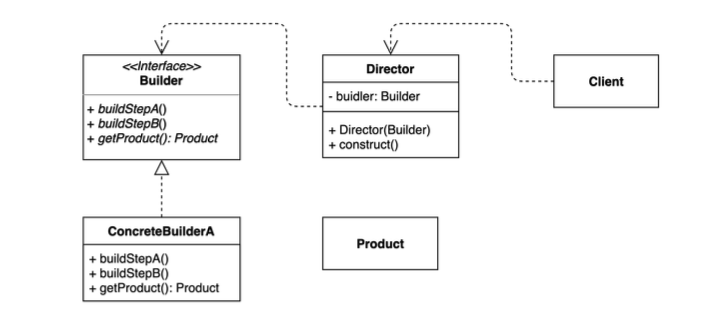 <<Interface>>
Builder
+ buildStepA()
+ buildStepB()
+ getProduct(): Product
Director
- buidler: Builder
+ Director(Builder)
+ construct()
Client
ConcreteBuilderA
+ buildStepA()
+ buildStepB()
+ getProduct(): Product
Product